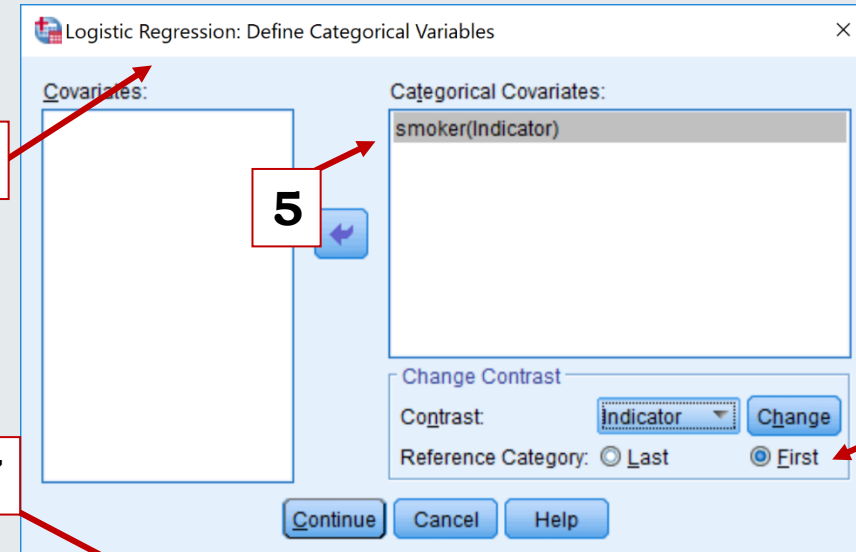 Logistic Regression: Define Categorical Variables
Covariates:
Categorical Covariates:
smoker(Indicator)
5
Change Contrast
Contrast: Indicator Change
Reference Category: Last First
Continue Cancel Help